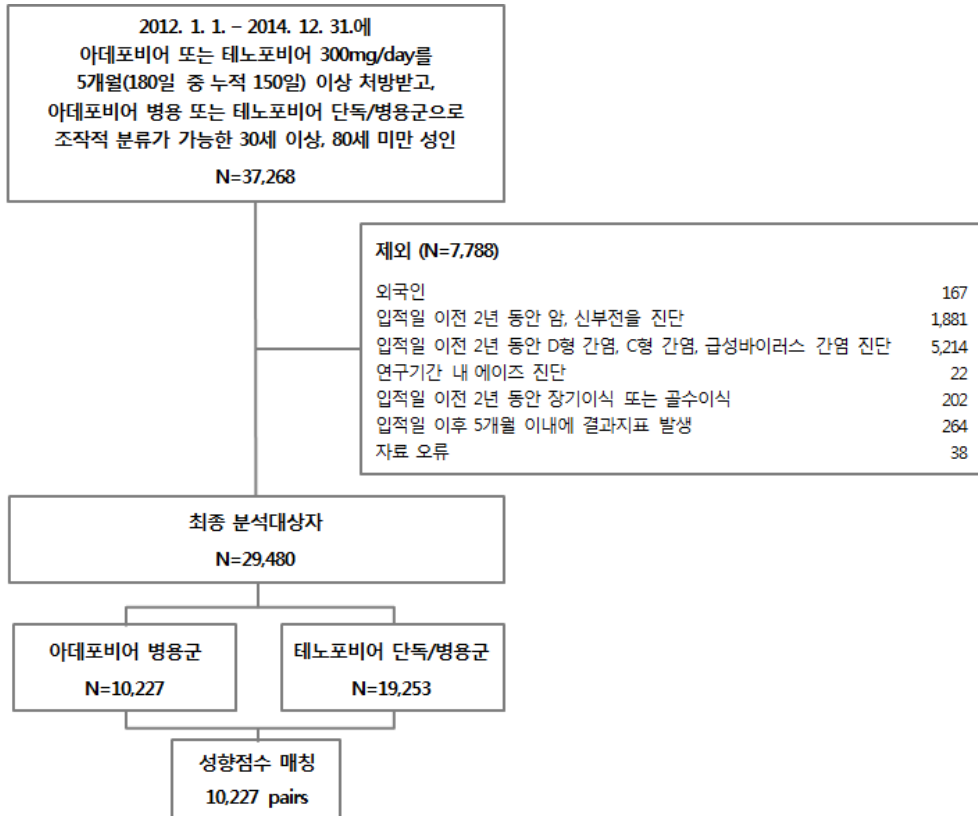 2012. 1. 1. – 2014. 12. 31.에
아데포비어 또는 테노포비어 300mg/day를
5개월(180일 중 누적 150일) 이상 처방받고,
아데포비어 병용 또는 테노포비어 단독/병용군으로
조작적 분류가 가능한 30세 이상, 80세 미만 성인
N=37,268
제외 (N=7,788)
외국인 167
입적일 이전 2년 동안 암, 신부전을 진단 1,881
입적일 이전 2년 동안 D형 간염, C형 간염, 급성바이러스 간염 진단 5,214
연구기간 내 에이즈 진단 22
입적일 이전 2년 동안 장기이식 또는 골수이식 202
입적일 이후 5개월 이내에 결과지표 발생 264
자료 오류 38
최종 분석대상자
N=29,480
아데포비어 병용군
N=10,227
테노포비어 단독/병용군
N=19,253
성향점수 매칭
10,227 pairs